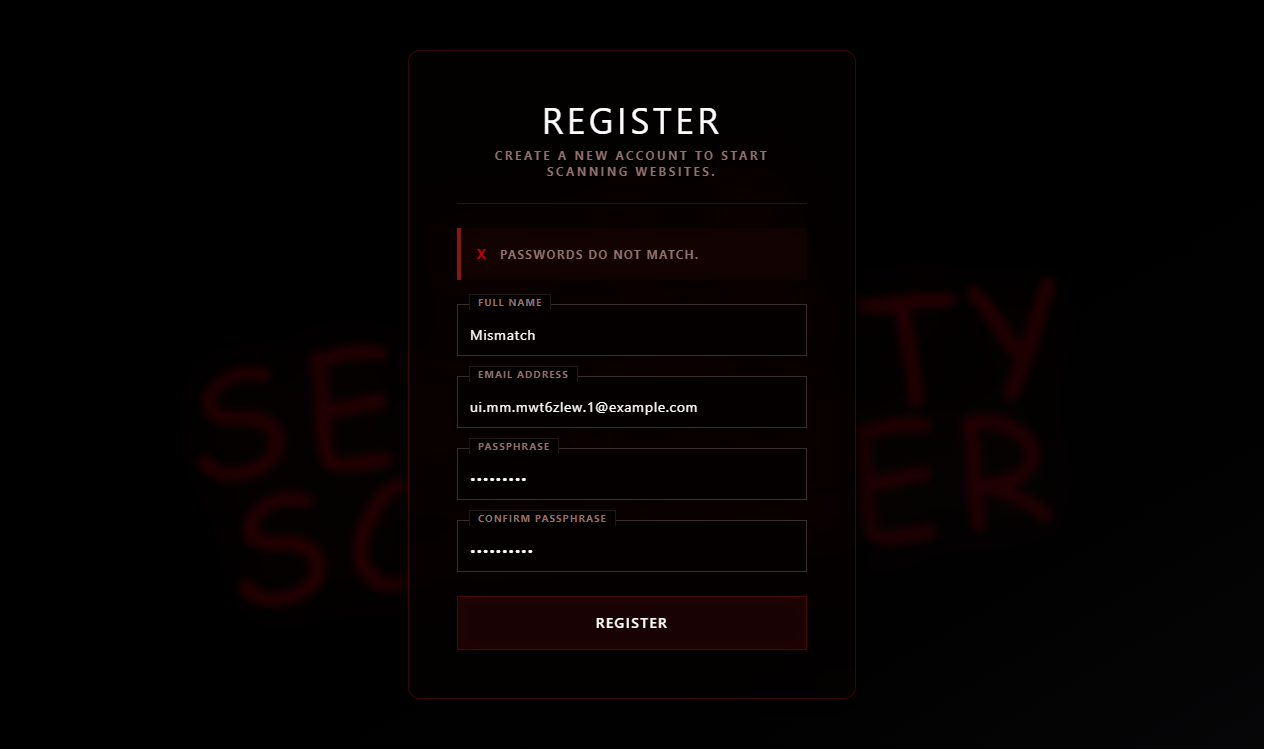 REGISTER
CREATE A NEW ACCOUNT TO START
SCANNING WEBSITES.
X PASSWORDS DO NOT MATCH.
FULL NAME
Mismatch
EMAIL ADDRESS
ui.mm.mwt6zlew.1@example.com
PASSPHRASE
•••••••••
CONFIRM PASSPHRASE
••••••••••
REGISTER